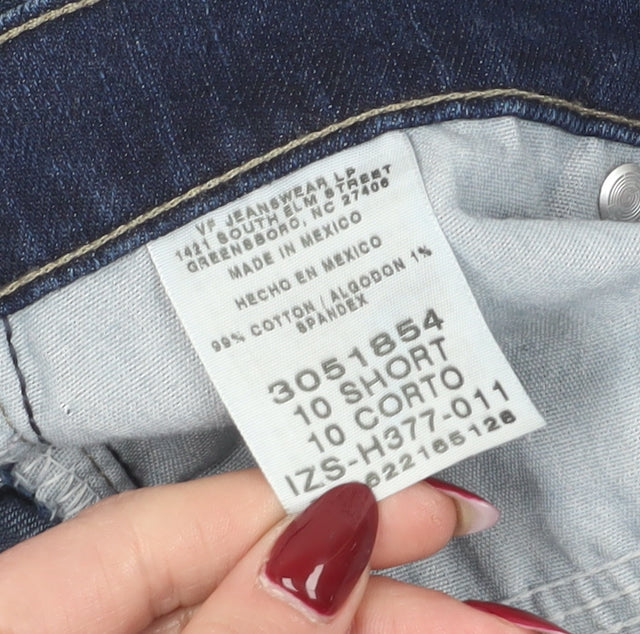 VF JEANSWEAR LP
1421 SOUTH ELM STREET
GREENSBORO, NC 27406
MADE IN MEXICO
HECHO EN MEXICO
99% COTTON / ALGODON 1%
SPANDEX
3051854
10 SHORT
10 CORTO
IZS-H377-011
622165128